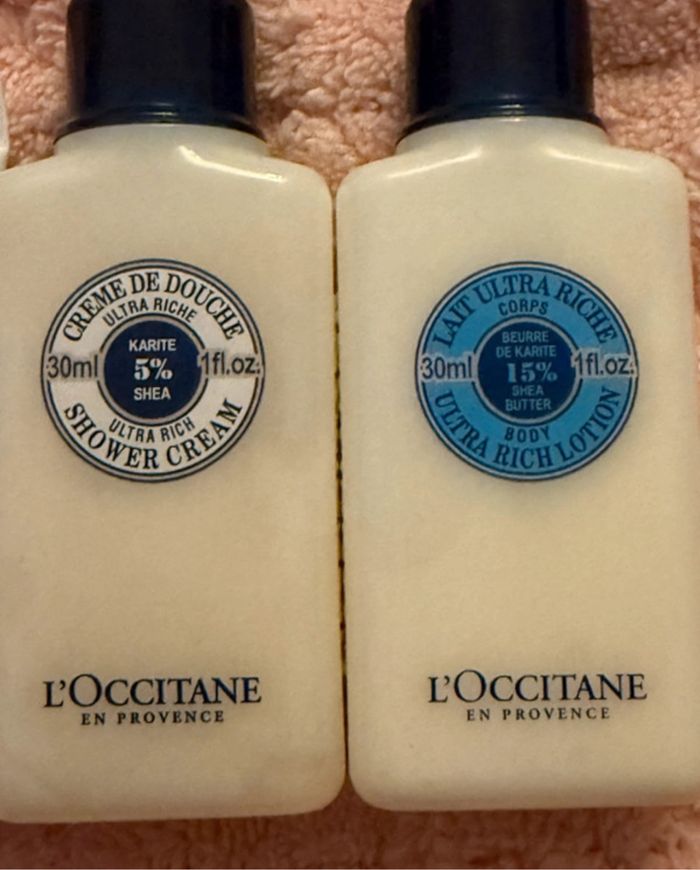 CREME DE DOUCHE
ULTRA RICHE
KARITE
30ml 5% 1fl.oz.
SHEA
ULTRA RICH
SHOWER CREAM
L'OCCITANE
EN PROVENCE
LAIT ULTRA RICHE
CORPS
BEURRE
DE KARITE
30ml 15% 1fl.oz.
SHEA
BUTTER
BODY
ULTRA RICH LOTION
L'OCCITANE
EN PROVENCE